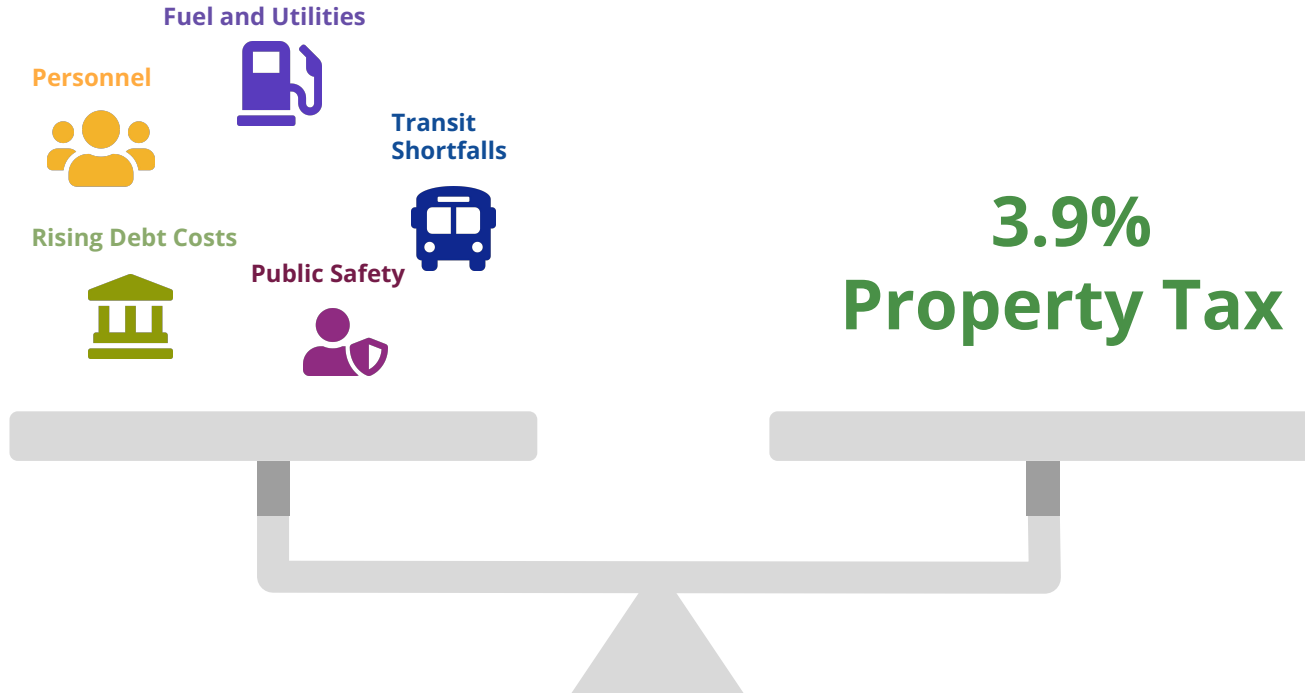 Fuel and Utilities
Personnel
Transit
Shortfalls
Rising Debt Costs
Public Safety
3.9%
Property Tax